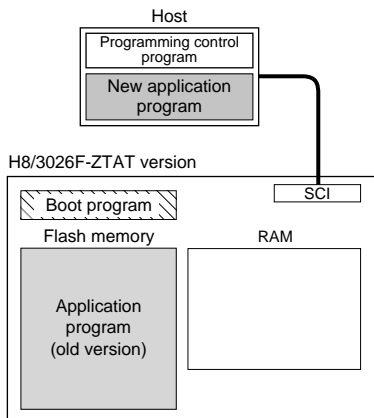 Host
Programming control
program
New application
program
H8/3026F-ZTAT version
SCI
Boot program
Flash memory
RAM
Application
program
(old version)